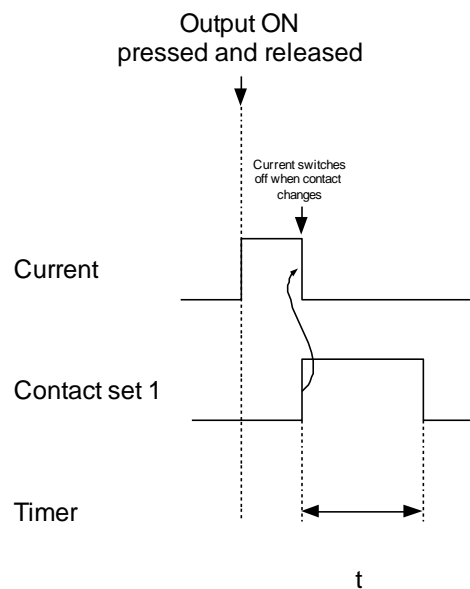 Output ON
pressed and released
Current switches
off when contact
changes
Current
Contact set 1
Timer
t